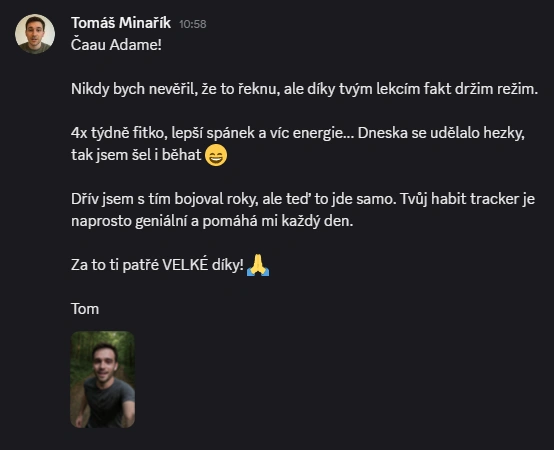 Tomáš Minařík 10:58
Čaau Adame!
Nikdy bych nevěřil, že to řeknu, ale díky tvým lekcím fakt držim režim.
4x týdně fitko, lepší spánek a víc energie... Dneska se udělalo hezky,
tak jsem šel i běhat 😄
Dřív jsem s tím bojoval roky, ale teď to jde samo. Tvůj habit tracker je
naprosto geniální a pomáhá mi každý den.
Za to ti patřé VELKÉ díky! 🙏
Tom